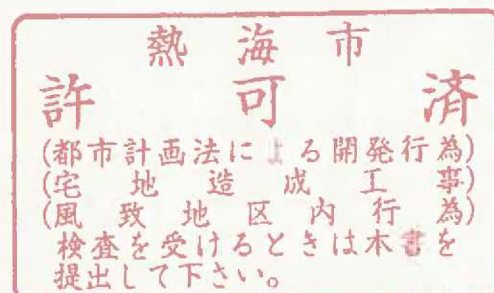 熱海市
許可済
(都市計画法による開発行為)
(宅地造成工事)
(風致地区内行為)
検査を受けるときは本書を
提出して下さい。